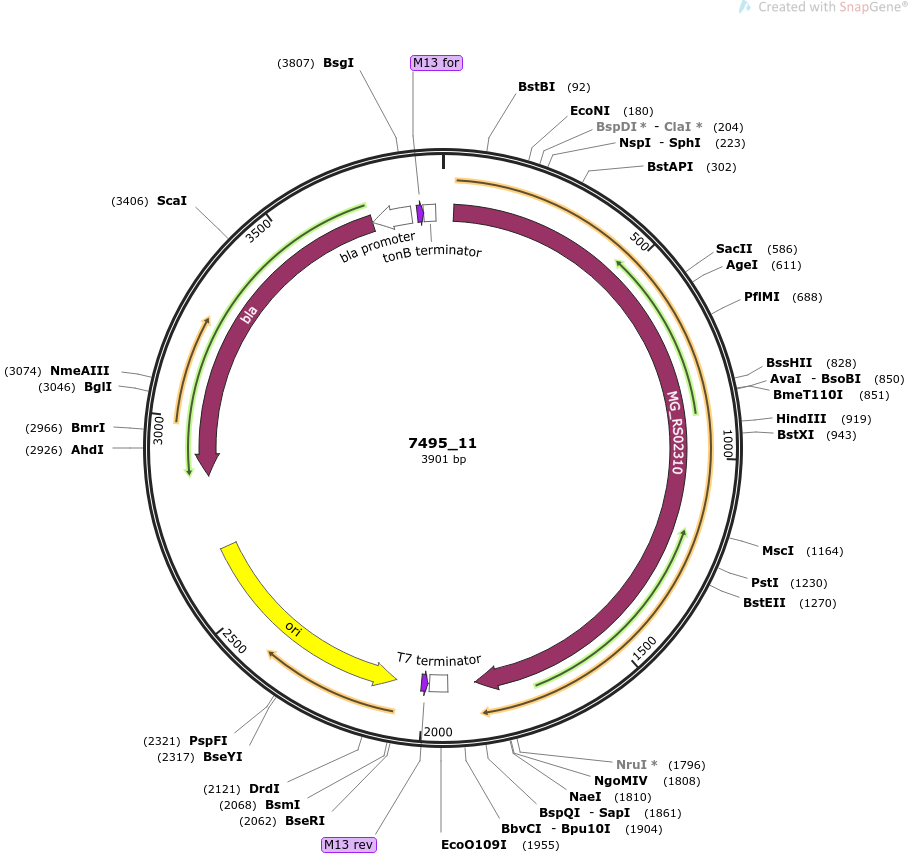 Created with SnapGene®
(3807) BsgI
M13 for
BstBI (92)
EcoNI (180)
BspDI * - ClaI * (204)
NspI - SphI (223)
BstAPI (302)
(3406) ScaI
3500
500
bla promoter
tonB terminator
SacII (586)
AgeI (611)
PflMI (688)
bla
(3074) NmeAIII
(3046) BglI
BssHII (828)
AvaI - BsoBI (850)
BmeT110I (851)
(2966) BmrI
(2926) AhdI
3000
HindIII (919)
BstXI (943)
MG_RS02310
1000
7495_11
3901 bp
MscI (1164)
PstI (1230)
BstEII (1270)
2500
ori
1500
T7 terminator
2000
(2321) PspFI
(2317) BseYI
NruI * (1796)
NgoMIV (1808)
(2121) DrdI
NaeI (1810)
(2068) BsmI
BspQI - SapI (1861)
(2062) BseRI
BbvCI - Bpu10I (1904)
M13 rev
EcoO109I (1955)